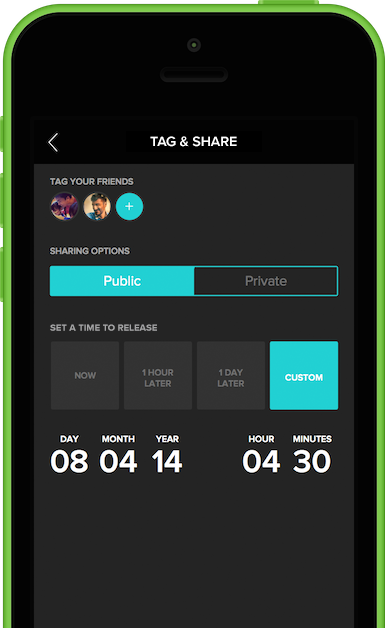 TAG & SHARE
TAG YOUR FRIENDS
+
SHARING OPTIONS
Public Private
SET A TIME TO RELEASE
NOW
1 HOUR
LATER
1 DAY
LATER
CUSTOM
DAY MONTH YEAR HOUR MINUTES
08 04 14 04 30